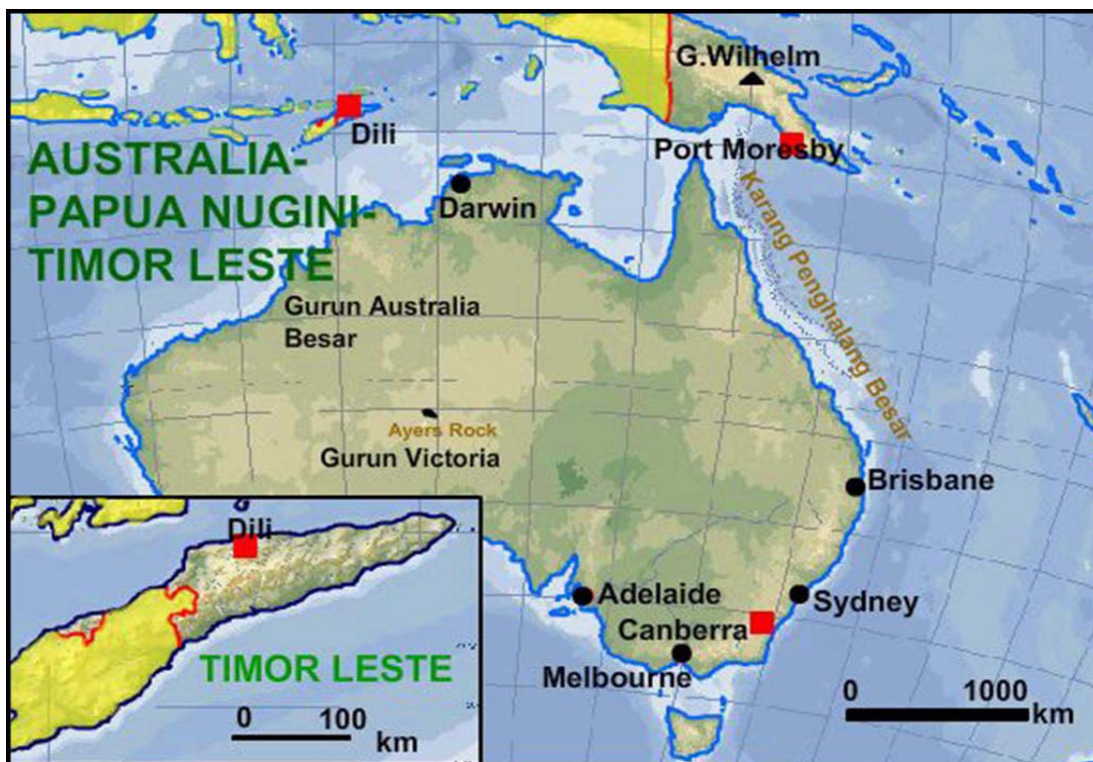 G.Wilhelm
Dili
Port Moresby
AUSTRALIA-
PAPUA NUGINI-
TIMOR LESTE
Darwin
Karang Penghalang Besar
Gurun Australia
Besar
Ayers Rock
Gurun Victoria
Brisbane
Adelaide
Sydney
Canberra
Melbourne
0 1000
km
Dili
TIMOR LESTE
0 100
km